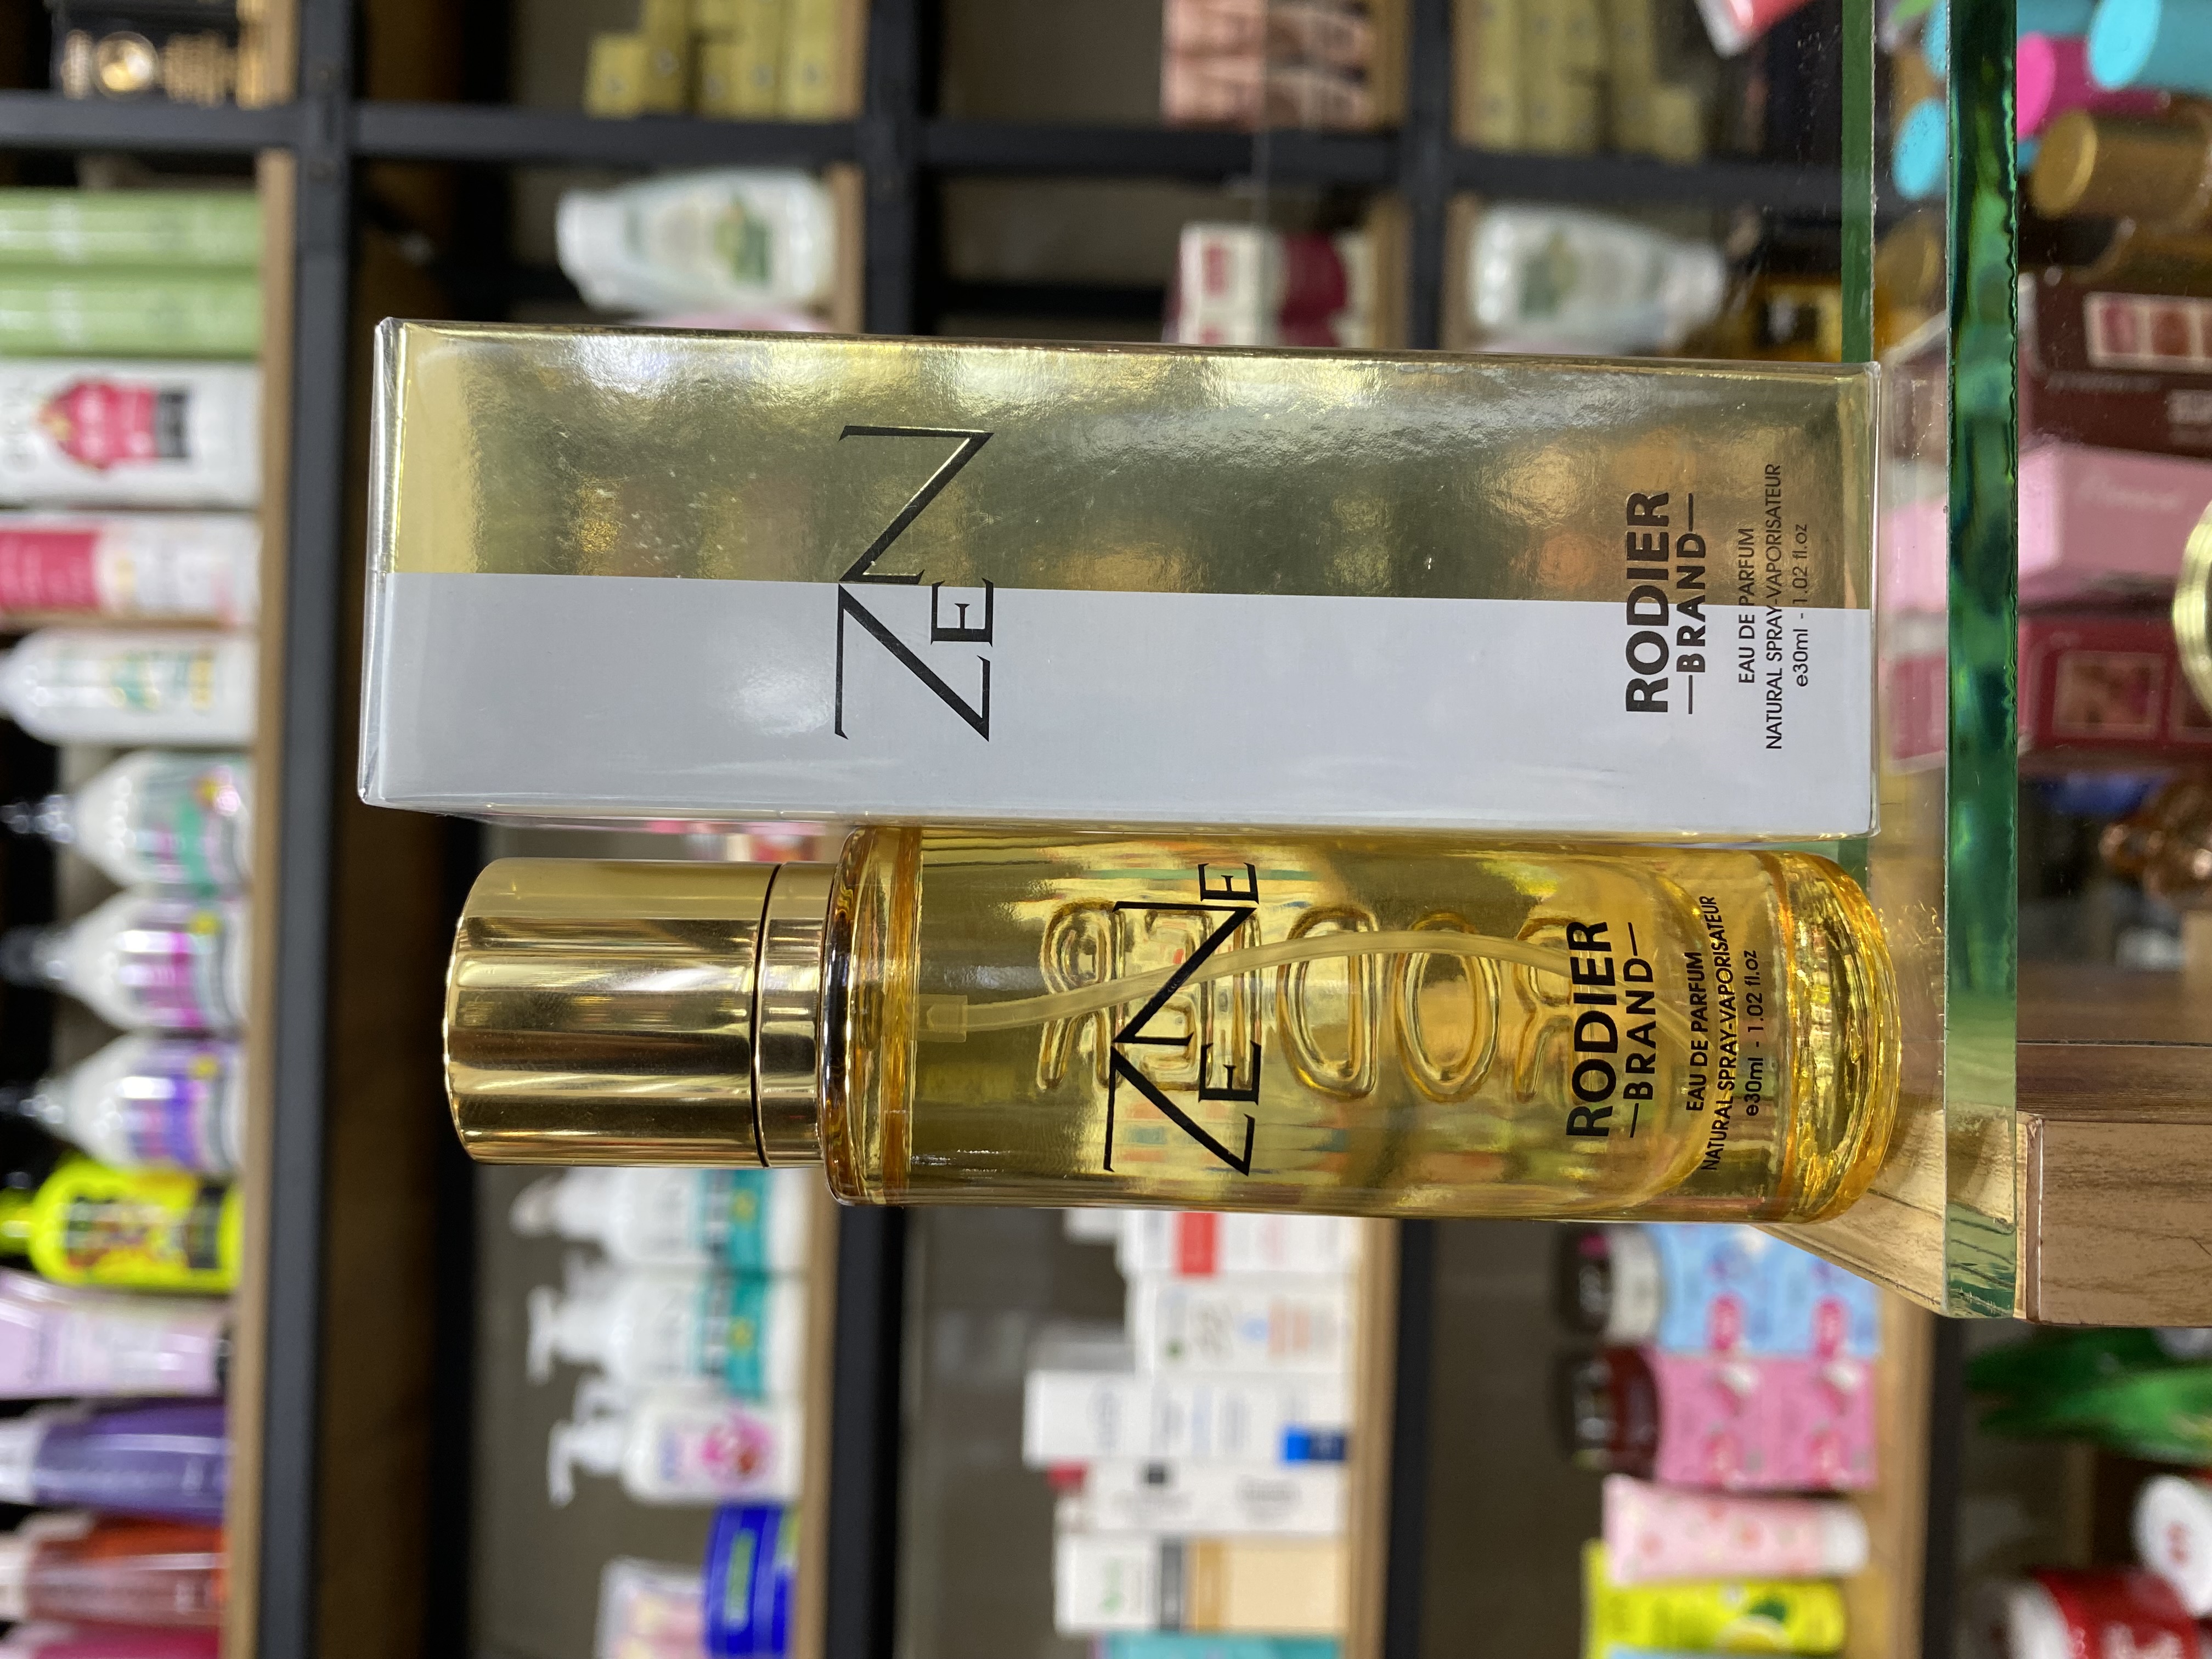 ZEN
RODIER
—BRAND—
EAU DE PARFUM
NATURAL SPRAY-VAPORISATEUR
e30ml - 1.02 fl.oz
ZENE
RODIER
RODIER
—BRAND—
EAU DE PARFUM
NATURAL SPRAY-VAPORISATEUR
e30ml - 1.02 fl.oz